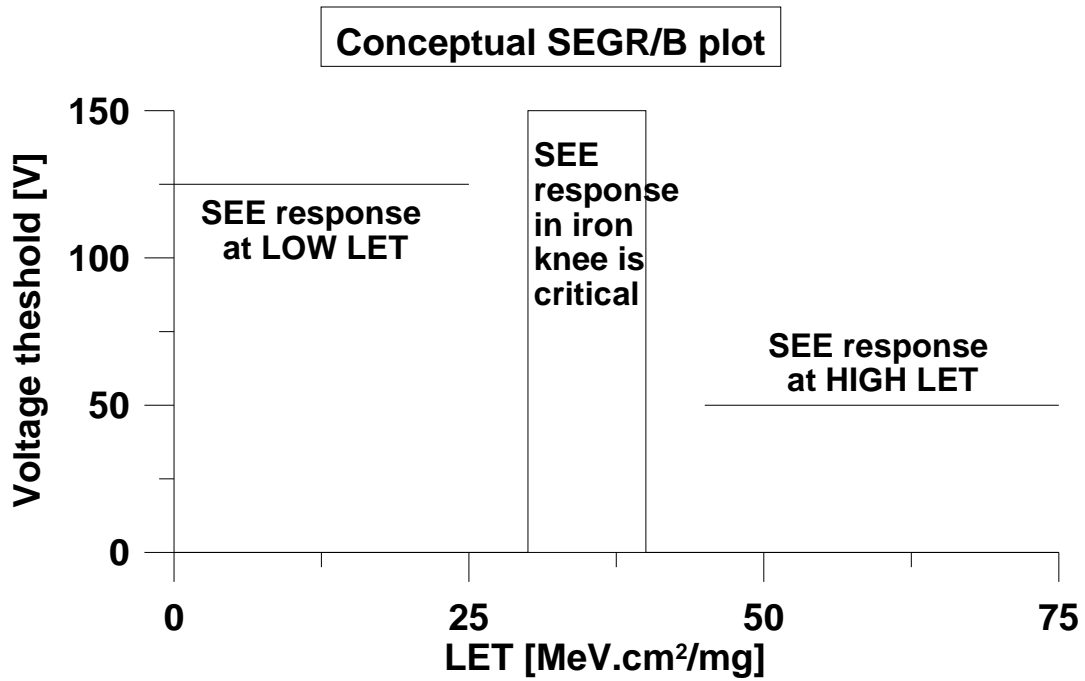 Conceptual SEGR/B plot
150
100
50
0
Voltage theshold [V]
SEE response
at LOW LET
SEE
response
in iron
knee is
critical
SEE response
at HIGH LET
0
25
50
75
LET [MeV.cm²/mg]